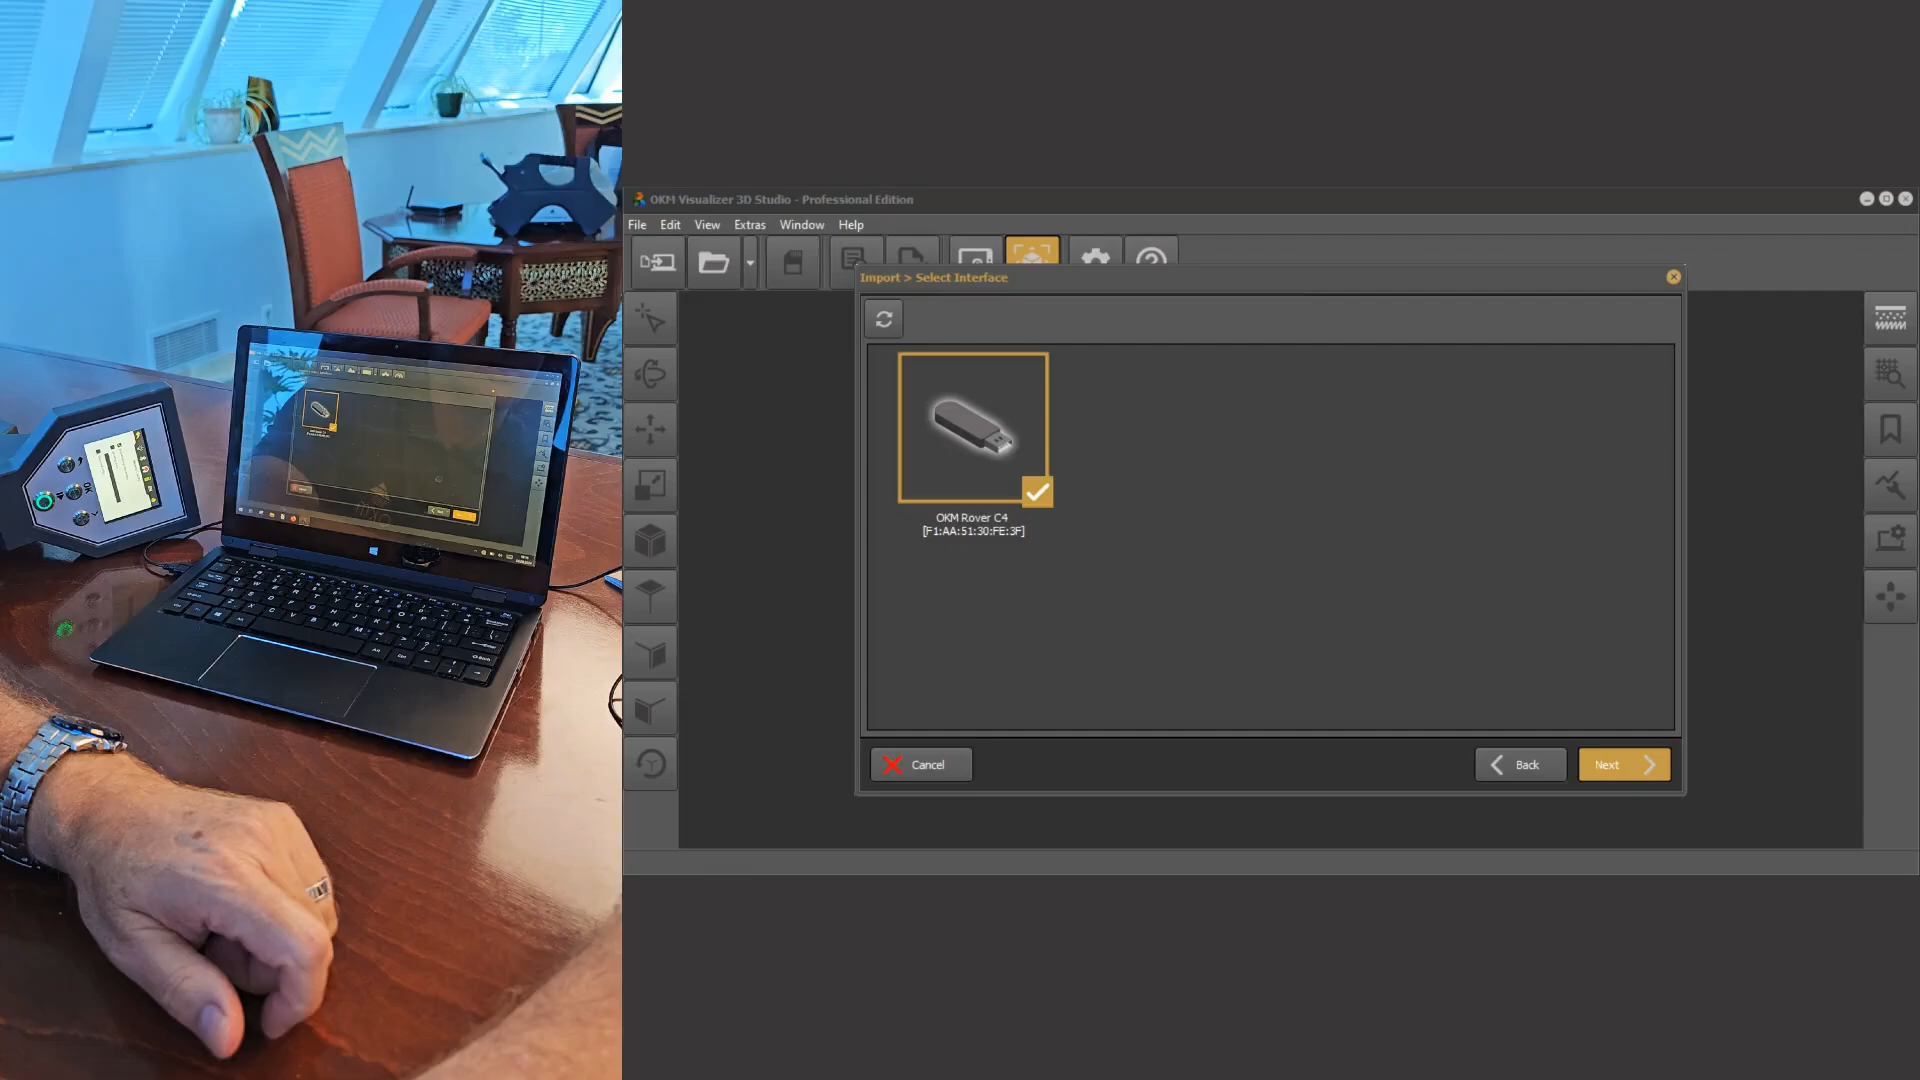 OKM Visualizer 3D Studio - Professional Edition
File Edit View Extras Window Help
Import > Select Interface
OKM Rover C4
[F1:AA:51:30:FE:3F]
Cancel
Back
Next
OK